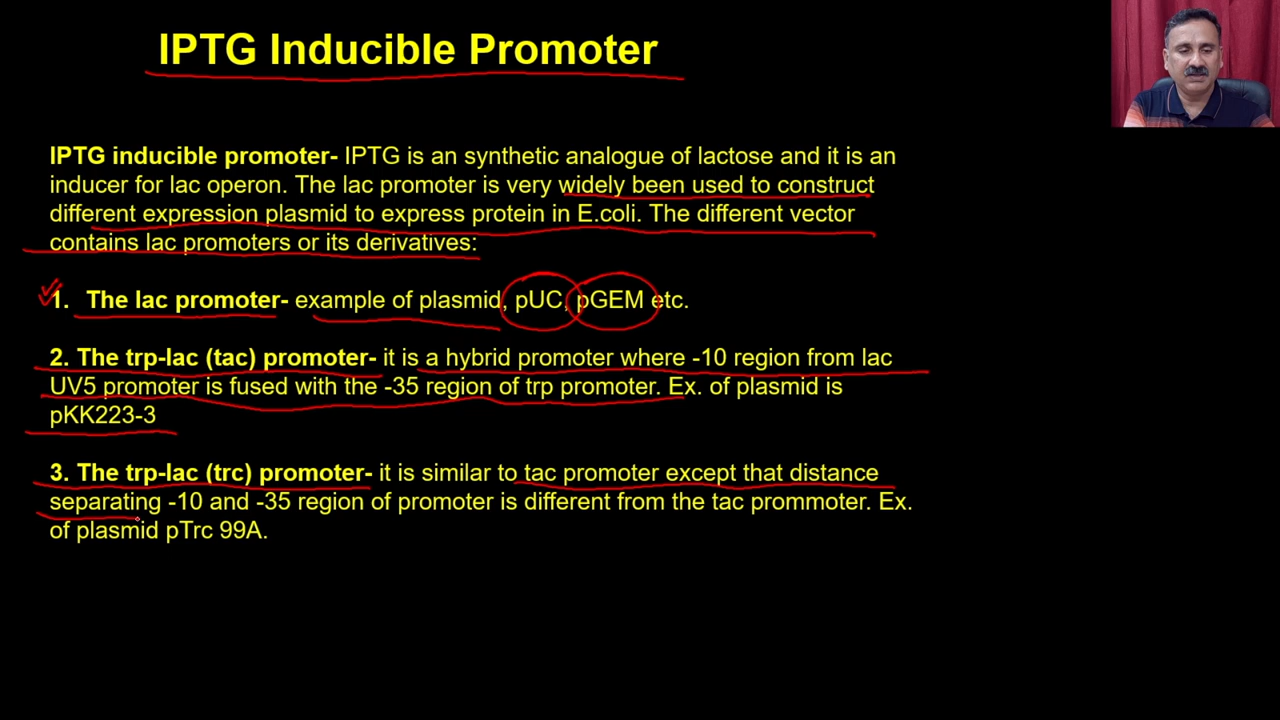 IPTG Inducible Promoter
IPTG inducible promoter- IPTG is an synthetic analogue of lactose and it is an
inducer for lac operon. The lac promoter is very widely been used to construct
different expression plasmid to express protein in E.coli. The different vector
contains lac promoters or its derivatives:
1. The lac promoter- example of plasmid, pUC, pGEM etc.
2. The trp-lac (tac) promoter- it is a hybrid promoter where -10 region from lac
UV5 promoter is fused with the -35 region of trp promoter. Ex. of plasmid is
pKK223-3
3. The trp-lac (trc) promoter- it is similar to tac promoter except that distance
separating -10 and -35 region of promoter is different from the tac prommoter. Ex.
of plasmid pTrc 99A.